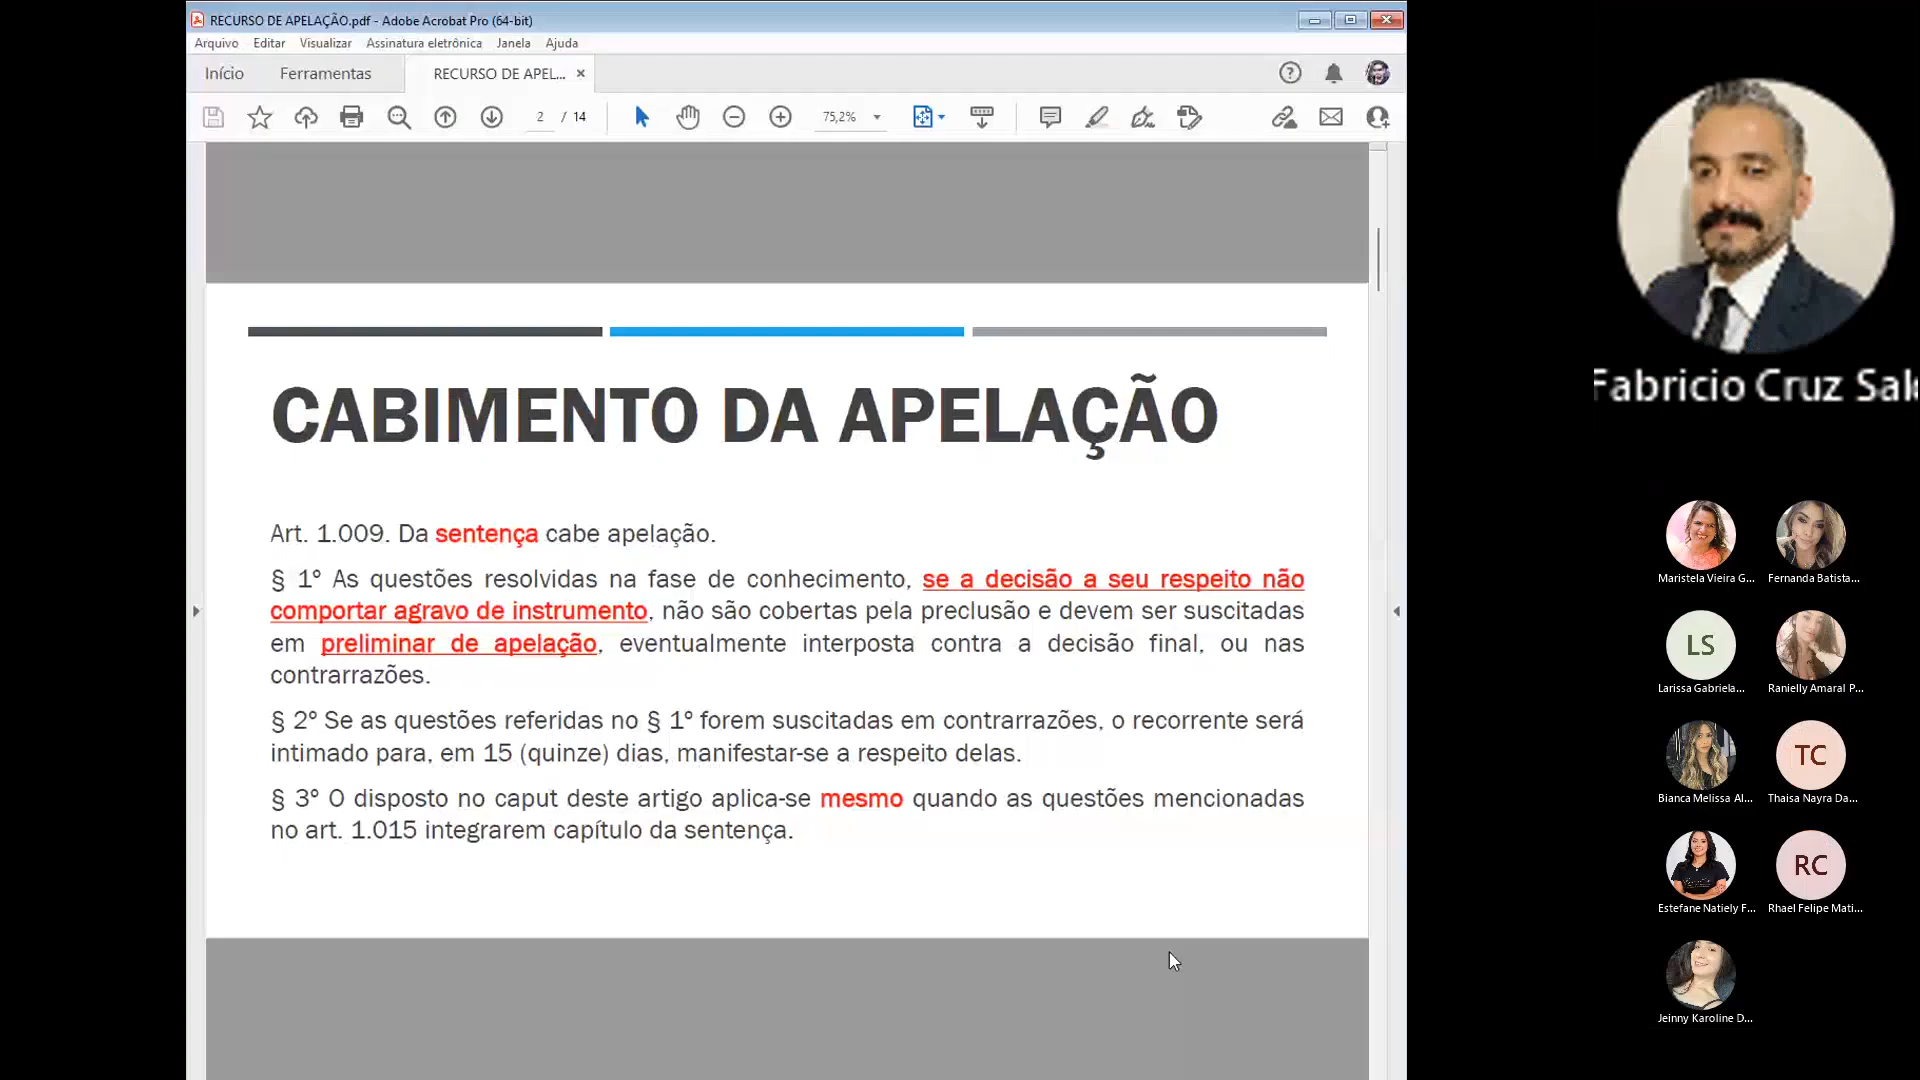 RECURSO DE APELAÇÃO.pdf - Adobe Acrobat Pro (64-bit)
Arquivo Editar Visualizar Assinatura eletrônica Janela Ajuda
Início Ferramentas RECURSO DE APEL...
2 / 14 75,2%
CABIMENTO DA APELAÇÃO
Art. 1.009. Da sentença cabe apelação.
§ 1º As questões resolvidas na fase de conhecimento, se a decisão a seu respeito não
comportar agravo de instrumento, não são cobertas pela preclusão e devem ser suscitadas
em preliminar de apelação, eventualmente interposta contra a decisão final, ou nas
contrarrazões.
§ 2º Se as questões referidas no § 1º forem suscitadas em contrarrazões, o recorrente será
intimado para, em 15 (quinze) dias, manifestar-se a respeito delas.
§ 3º O disposto no caput deste artigo aplica-se mesmo quando as questões mencionadas
no art. 1.015 integrarem capítulo da sentença.
Fabricio Cruz Sal
Maristela Vieira G... Fernanda Batista...
LS
Larissa Gabriela... Ranielly Amaral P...
TC
Bianca Melissa Al... Thaisa Nayra Da...
RC
Estefane Natiely F... Rhael Felipe Mati...
Jeinny Karoline D...